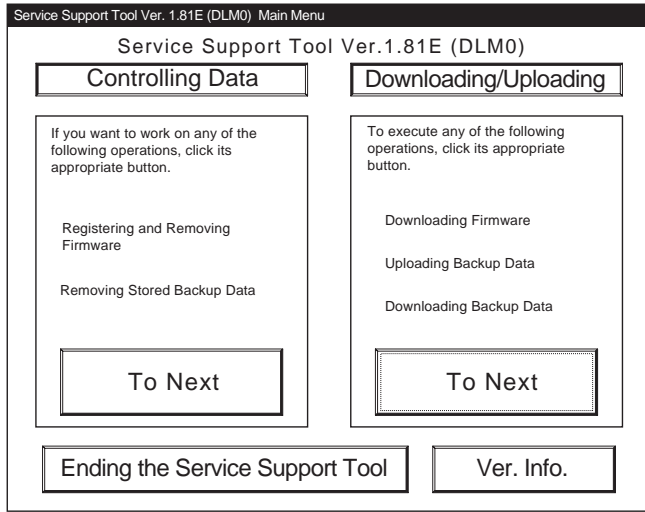 Service Support Tool Ver. 1.81E (DLM0) Main Menu
Service Support Tool Ver.1.81E (DLM0)
Controlling Data
If you want to work on any of the
following operations, click its
appropriate button.
Registering and Removing
Firmware
Removing Stored Backup Data
To Next
Downloading/Uploading
To execute any of the following
operations, click its appropriate
button.
Downloading Firmware
Uploading Backup Data
Downloading Backup Data
To Next
Ending the Service Support Tool
Ver. Info.